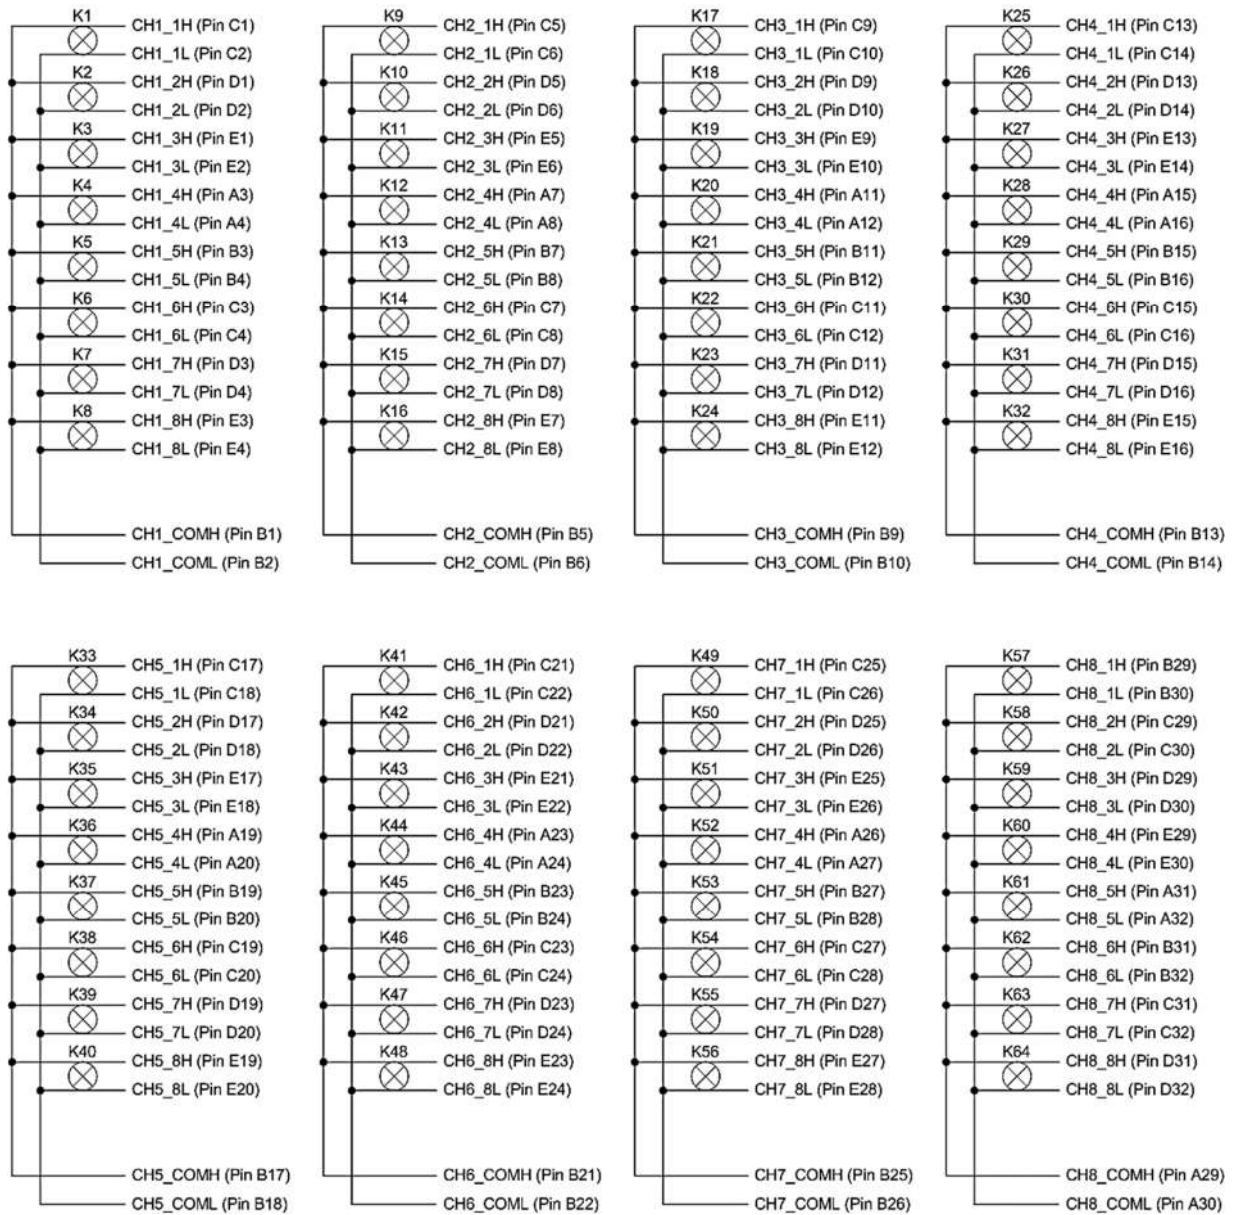 K1
CH1_1H (Pin C1)
CH1_1L (Pin C2)
K2
CH1_2H (Pin D1)
CH1_2L (Pin D2)
K3
CH1_3H (Pin E1)
CH1_3L (Pin E2)
K4
CH1_4H (Pin A3)
CH1_4L (Pin A4)
K5
CH1_5H (Pin B3)
CH1_5L (Pin B4)
K6
CH1_6H (Pin C3)
CH1_6L (Pin C4)
K7
CH1_7H (Pin D3)
CH1_7L (Pin D4)
K8
CH1_8H (Pin E3)
CH1_8L (Pin E4)
CH1_COMH (Pin B1)
CH1_COML (Pin B2)
K9
CH2_1H (Pin C5)
CH2_1L (Pin C6)
K10
CH2_2H (Pin D5)
CH2_2L (Pin D6)
K11
CH2_3H (Pin E5)
CH2_3L (Pin E6)
K12
CH2_4H (Pin A7)
CH2_4L (Pin A8)
K13
CH2_5H (Pin B7)
CH2_5L (Pin B8)
K14
CH2_6H (Pin C7)
CH2_6L (Pin C8)
K15
CH2_7H (Pin D7)
CH2_7L (Pin D8)
K16
CH2_8H (Pin E7)
CH2_8L (Pin E8)
CH2_COMH (Pin B5)
CH2_COML (Pin B6)
K17
CH3_1H (Pin C9)
CH3_1L (Pin C10)
K18
CH3_2H (Pin D9)
CH3_2L (Pin D10)
K19
CH3_3H (Pin E9)
CH3_3L (Pin E10)
K20
CH3_4H (Pin A11)
CH3_4L (Pin A12)
K21
CH3_5H (Pin B11)
CH3_5L (Pin B12)
K22
CH3_6H (Pin C11)
CH3_6L (Pin C12)
K23
CH3_7H (Pin D11)
CH3_7L (Pin D12)
K24
CH3_8H (Pin E11)
CH3_8L (Pin E12)
CH3_COMH (Pin B9)
CH3_COML (Pin B10)
K25
CH4_1H (Pin C13)
CH4_1L (Pin C14)
K26
CH4_2H (Pin D13)
CH4_2L (Pin D14)
K27
CH4_3H (Pin E13)
CH4_3L (Pin E14)
K28
CH4_4H (Pin A15)
CH4_4L (Pin A16)
K29
CH4_5H (Pin B15)
CH4_5L (Pin B16)
K30
CH4_6H (Pin C15)
CH4_6L (Pin C16)
K31
CH4_7H (Pin D15)
CH4_7L (Pin D16)
K32
CH4_8H (Pin E15)
CH4_8L (Pin E16)
CH4_COMH (Pin B13)
CH4_COML (Pin B14)
K33
CH5_1H (Pin C17)
CH5_1L (Pin C18)
K34
CH5_2H (Pin D17)
CH5_2L (Pin D18)
K35
CH5_3H (Pin E17)
CH5_3L (Pin E18)
K36
CH5_4H (Pin A19)
CH5_4L (Pin A20)
K37
CH5_5H (Pin B19)
CH5_5L (Pin B20)
K38
CH5_6H (Pin C19)
CH5_6L (Pin C20)
K39
CH5_7H (Pin D19)
CH5_7L (Pin D20)
K40
CH5_8H (Pin E19)
CH5_8L (Pin E20)
CH5_COMH (Pin B17)
CH5_COML (Pin B18)
K41
CH6_1H (Pin C21)
CH6_1L (Pin C22)
K42
CH6_2H (Pin D21)
CH6_2L (Pin D22)
K43
CH6_3H (Pin E21)
CH6_3L (Pin E22)
K44
CH6_4H (Pin A23)
CH6_4L (Pin A24)
K45
CH6_5H (Pin B23)
CH6_5L (Pin B24)
K46
CH6_6H (Pin C23)
CH6_6L (Pin C24)
K47
CH6_7H (Pin D23)
CH6_7L (Pin D24)
K48
CH6_8H (Pin E23)
CH6_8L (Pin E24)
CH6_COMH (Pin B21)
CH6_COML (Pin B22)
K49
CH7_1H (Pin C25)
CH7_1L (Pin C26)
K50
CH7_2H (Pin D25)
CH7_2L (Pin D26)
K51
CH7_3H (Pin E25)
CH7_3L (Pin E26)
K52
CH7_4H (Pin A26)
CH7_4L (Pin A27)
K53
CH7_5H (Pin B27)
CH7_5L (Pin B28)
K54
CH7_6H (Pin C27)
CH7_6L (Pin C28)
K55
CH7_7H (Pin D27)
CH7_7L (Pin D28)
K56
CH7_8H (Pin E27)
CH7_8L (Pin E28)
CH7_COMH (Pin B25)
CH7_COML (Pin B26)
K57
CH8_1H (Pin B29)
CH8_1L (Pin B30)
K58
CH8_2H (Pin C29)
CH8_2L (Pin C30)
K59
CH8_3H (Pin D29)
CH8_3L (Pin D30)
K60
CH8_4H (Pin E29)
CH8_4L (Pin E30)
K61
CH8_5H (Pin A31)
CH8_5L (Pin A32)
K62
CH8_6H (Pin B31)
CH8_6L (Pin B32)
K63
CH8_7H (Pin C31)
CH8_7L (Pin C32)
K64
CH8_8H (Pin D31)
CH8_8L (Pin D32)
CH8_COMH (Pin A29)
CH8_COML (Pin A30)